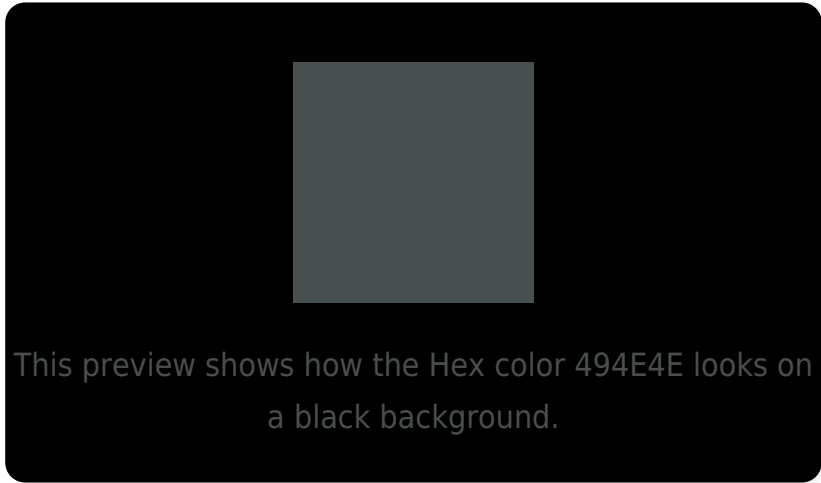 This preview shows how the Hex color 494E4E looks on
a black background.